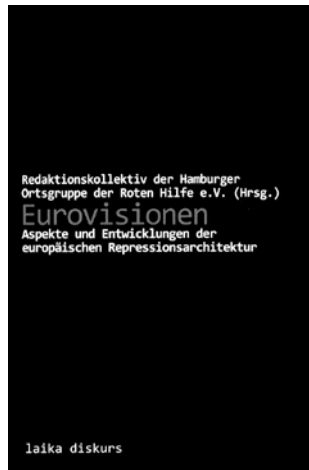 Redaktionskollektiv der Hamburger
Ortsgruppe der Roten Hilfe e.V. (Hrsg.)
Eurovisionen
Aspekte und Entwicklungen der
europäischen Repressionsarchitektur
laika diskurs